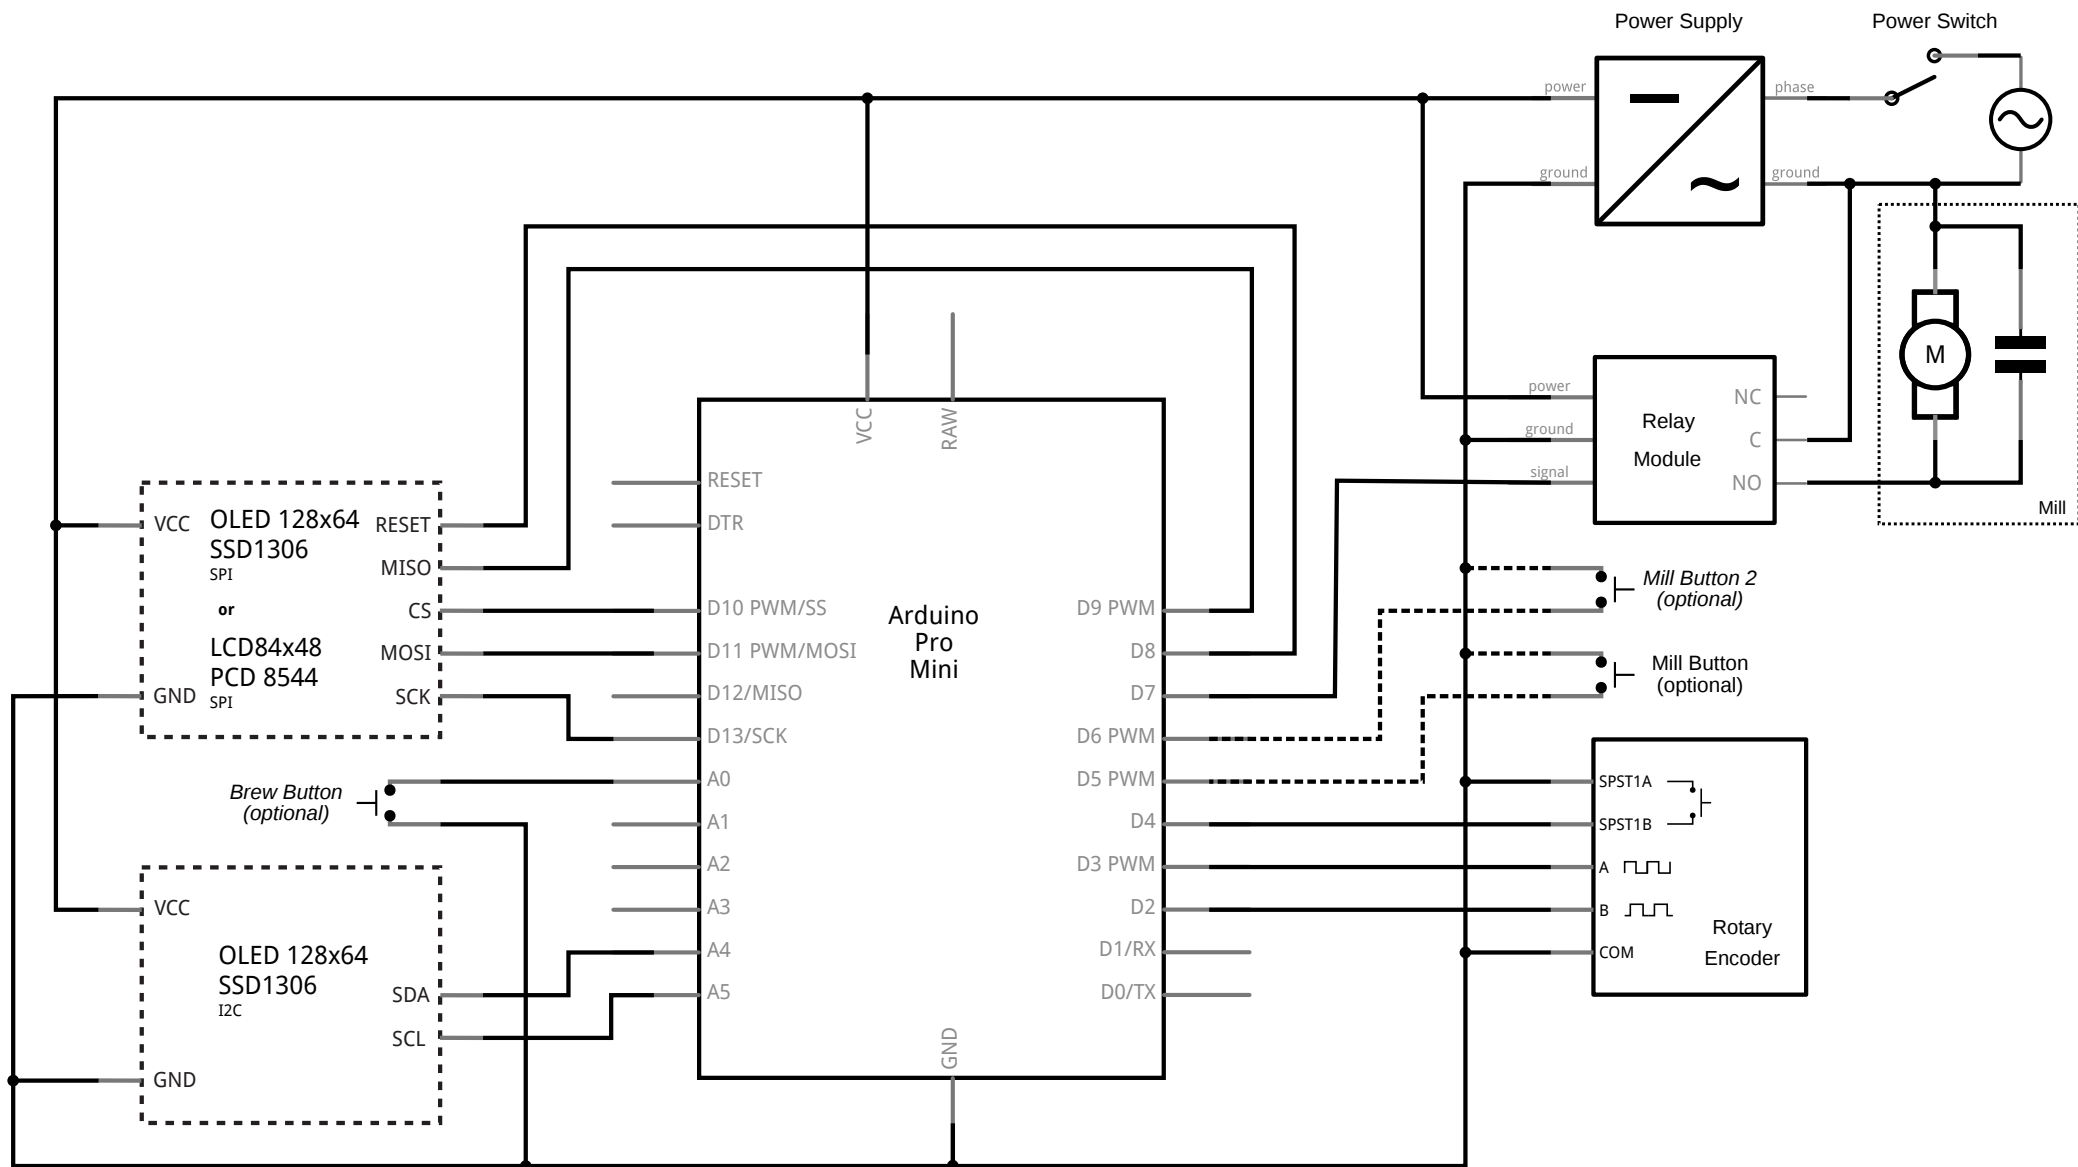 Power Supply
Power Switch
power
phase
ground
ground
VCC
RAW
power
ground
signal
Relay
Module
NC
C
NO
M
Mill
VCC
OLED 128x64
SSD1306
SPI
or
LCD84x48
PCD 8544
SPI
GND
RESET
MISO
CS
MOSI
SCK
RESET
DTR
D10 PWM/SS
D11 PWM/MOSI
D12/MISO
D13/SCK
A0
A1
A2
A3
A4
A5
Arduino
Pro
Mini
D9 PWM
D8
D7
D6 PWM
D5 PWM
D4
D3 PWM
D2
D1/RX
D0/TX
GND
Mill Button 2
(optional)
Mill Button
(optional)
SPST1A
SPST1B
A
B
COM
Rotary
Encoder
Brew Button
(optional)
VCC
OLED 128x64
SSD1306
I2C
SDA
SCL
GND